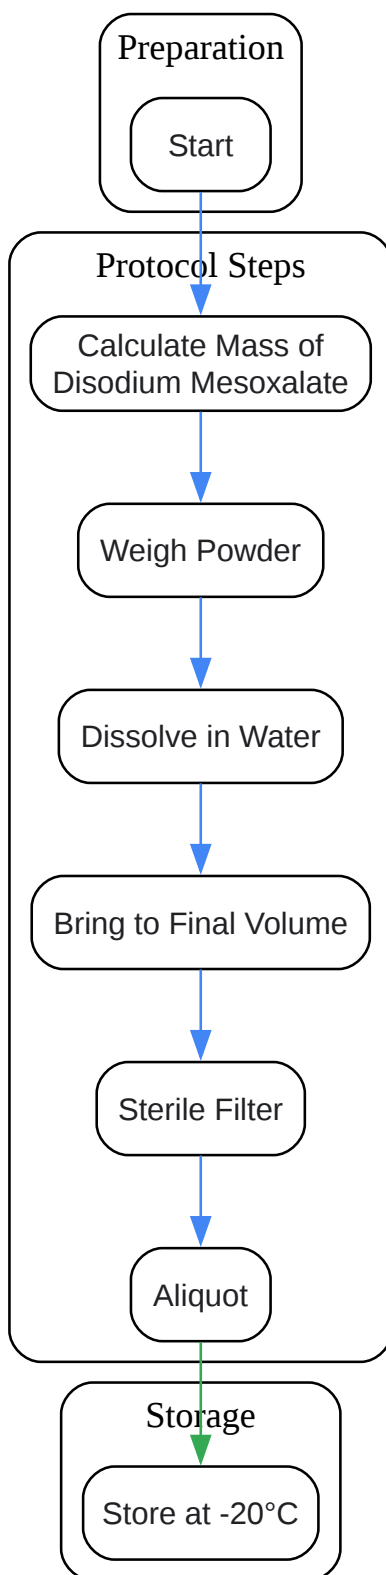 Preparation
Start
Protocol Steps
Calculate Mass of
Disodium Mesoxalate
Weigh Powder
Dissolve in Water
Bring to Final Volume
Sterile Filter
Aliquot
Storage
Store at -20°C